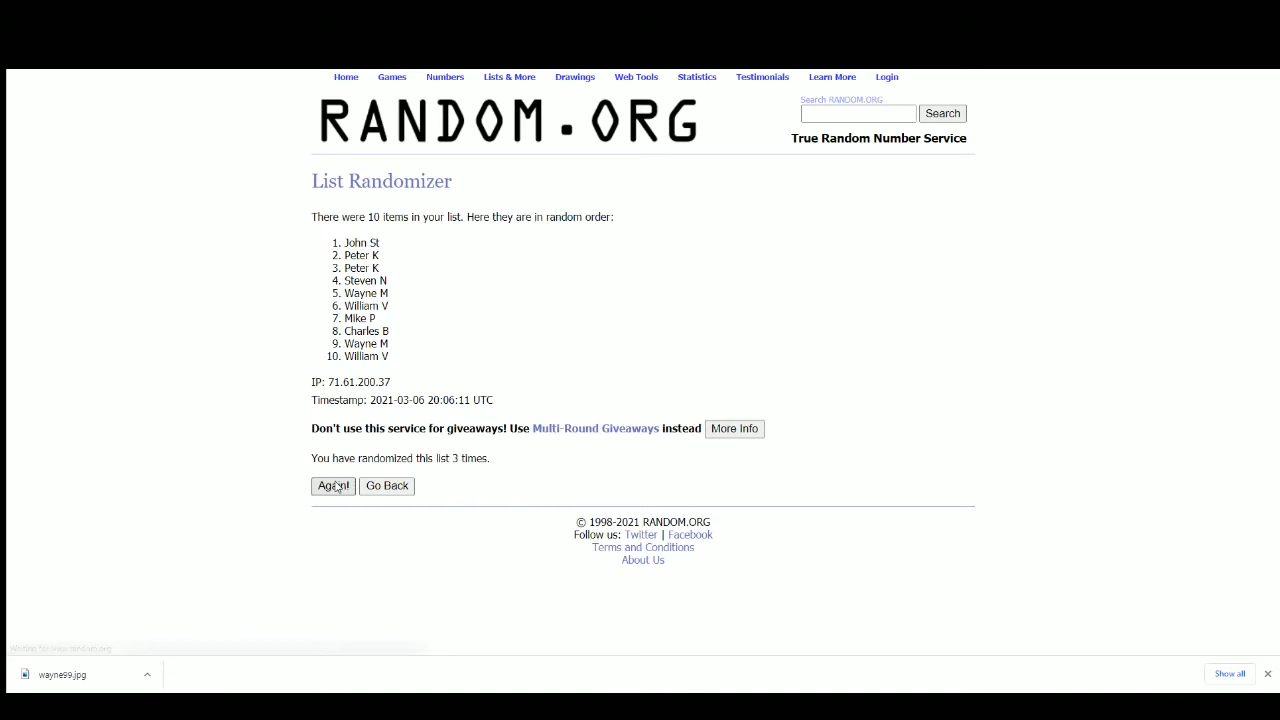 Home Games Numbers Lists & More Drawings Web Tools Statistics Testimonials Learn More Login
RANDOM.ORG
Search RANDOM.ORG
Search
True Random Number Service
List Randomizer
There were 10 items in your list. Here they are in random order:
1. John St
2. Peter K
3. Peter K
4. Steven N
5. Wayne M
6. William V
7. Mike P
8. Charles B
9. Wayne M
10. William V
IP: 71.61.200.37
Timestamp: 2021-03-06 20:06:11 UTC
Don't use this service for giveaways! Use Multi-Round Giveaways instead More Info
You have randomized this list 3 times.
Again! Go Back
© 1998-2021 RANDOM.ORG
Follow us: Twitter | Facebook
Terms and Conditions
About Us
Waiting for www.random.org
wayne99.jpg
Show all